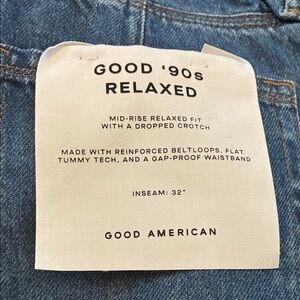 GOOD '90s
RELAXED
MID-RISE RELAXED FIT
WITH A DROPPED CROTCH
MADE WITH REINFORCED BELTLOOPS, FLAT
TUMMY TECH, AND A GAP-PROOF WAISTBAND
INSEAM: 32"
GOOD AMERICAN